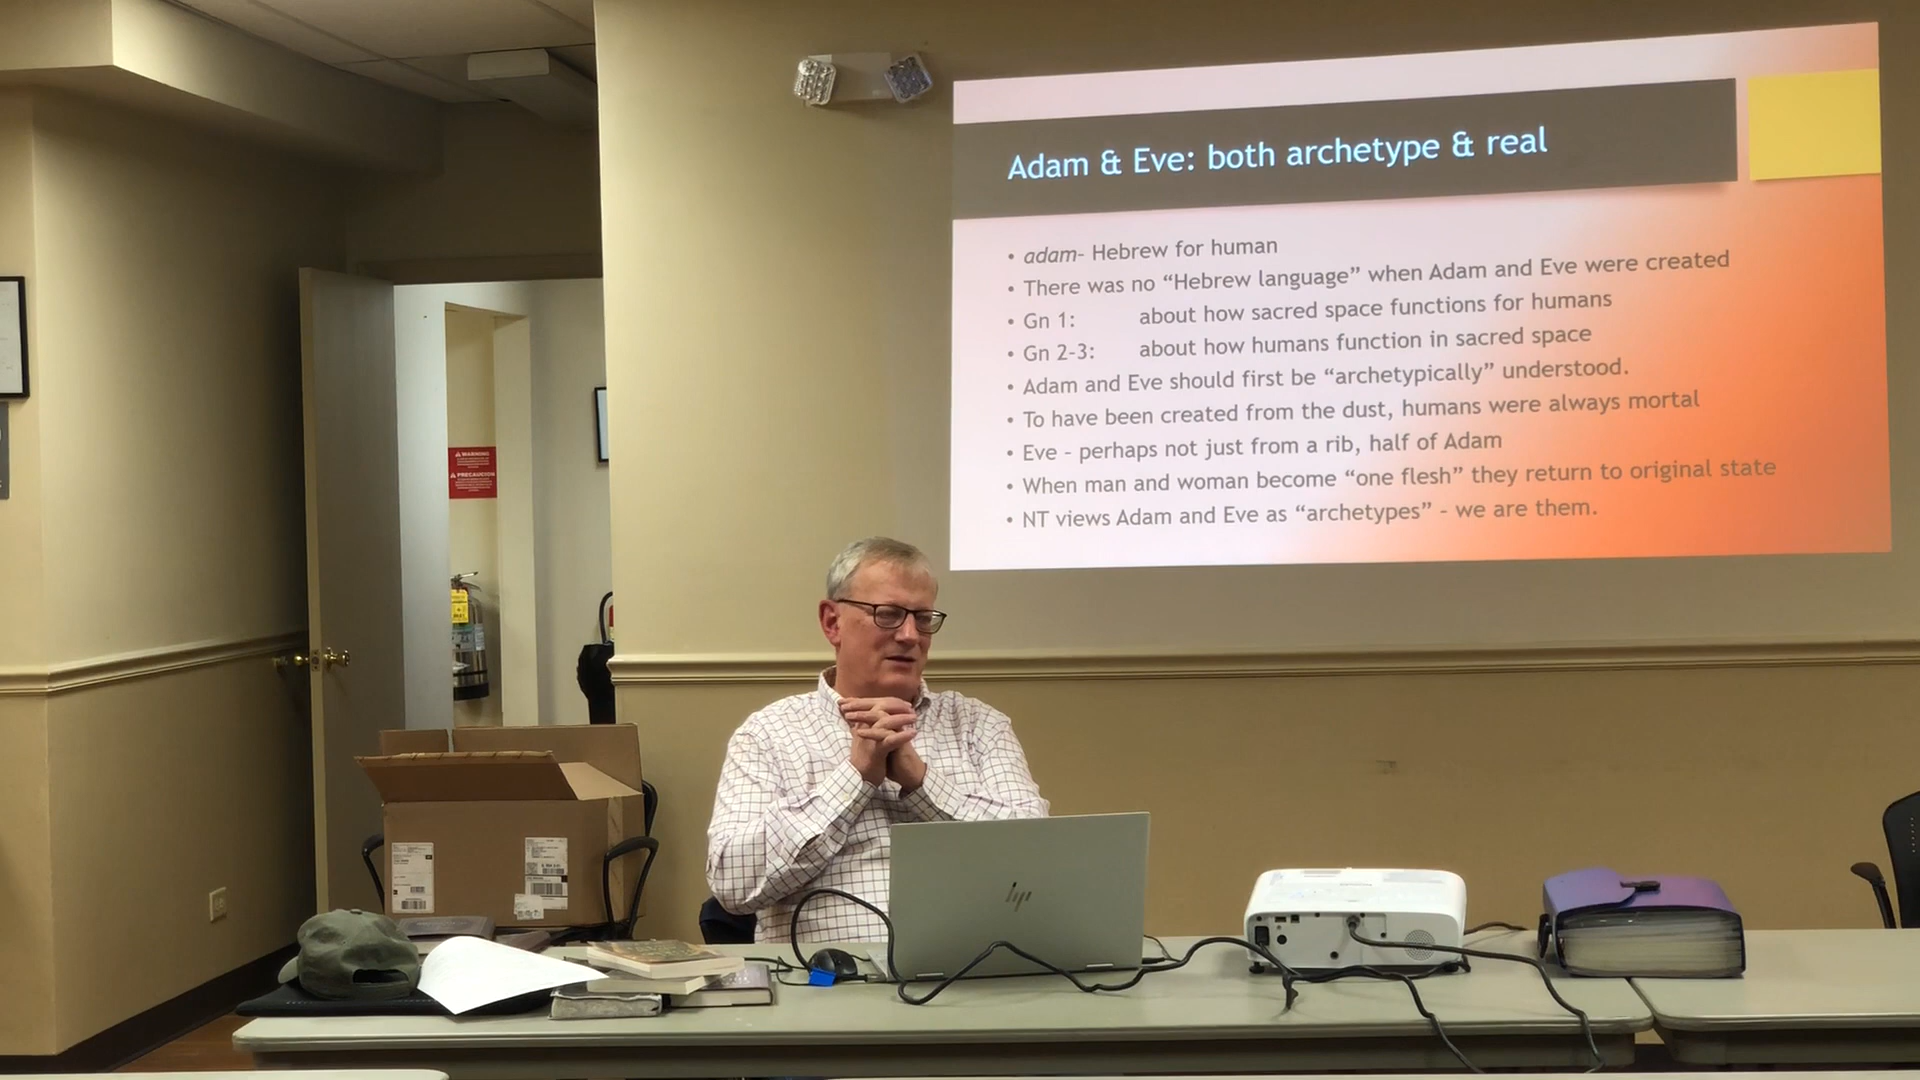 Adam & Eve: both archetype & real
• adam- Hebrew for human
• There was no “Hebrew language” when Adam and Eve were created
• Gn 1: about how sacred space functions for humans
• Gn 2-3: about how humans function in sacred space
• Adam and Eve should first be “archetypically” understood.
• To have been created from the dust, humans were always mortal
• Eve - perhaps not just from a rib, half of Adam
• When man and woman become “one flesh” they return to original state
• NT views Adam and Eve as “archetypes” - we are them.
WARNING
PRECAUCION
hp